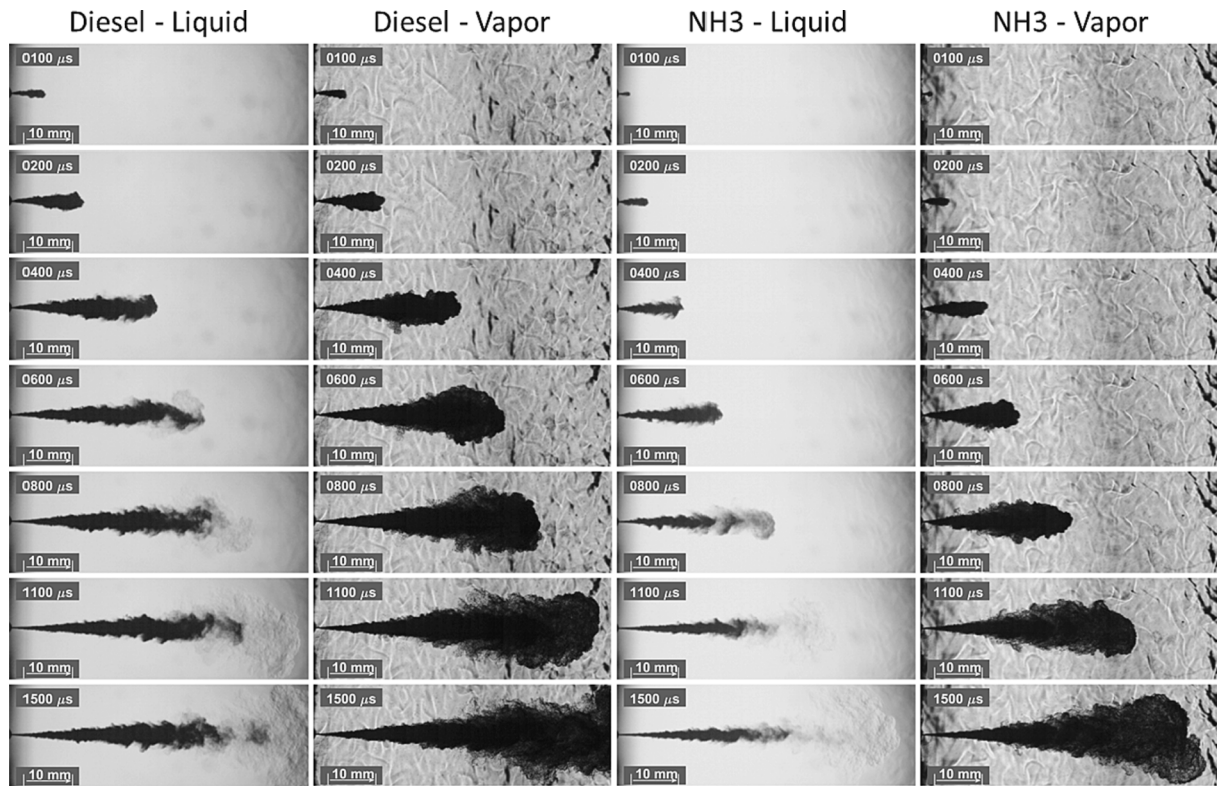 Diesel - Liquid Diesel - Vapor NH3 - Liquid NH3 - Vapor
0100 μs 0100 μs 0100 μs 0100 μs
10 mm 10 mm 10 mm 10 mm
0200 μs 0200 μs 0200 μs 0200 μs
10 mm 10 mm 10 mm 10 mm
0400 μs 0400 μs 0400 μs 0400 μs
10 mm 10 mm 10 mm 10 mm
0600 μs 0600 μs 0600 μs 0600 μs
10 mm 10 mm 10 mm 10 mm
0800 μs 0800 μs 0800 μs 0800 μs
10 mm 10 mm 10 mm 10 mm
1100 μs 1100 μs 1100 μs 1100 μs
10 mm 10 mm 10 mm 10 mm
1500 μs 1500 μs 1500 μs 1500 μs
10 mm 10 mm 10 mm 10 mm